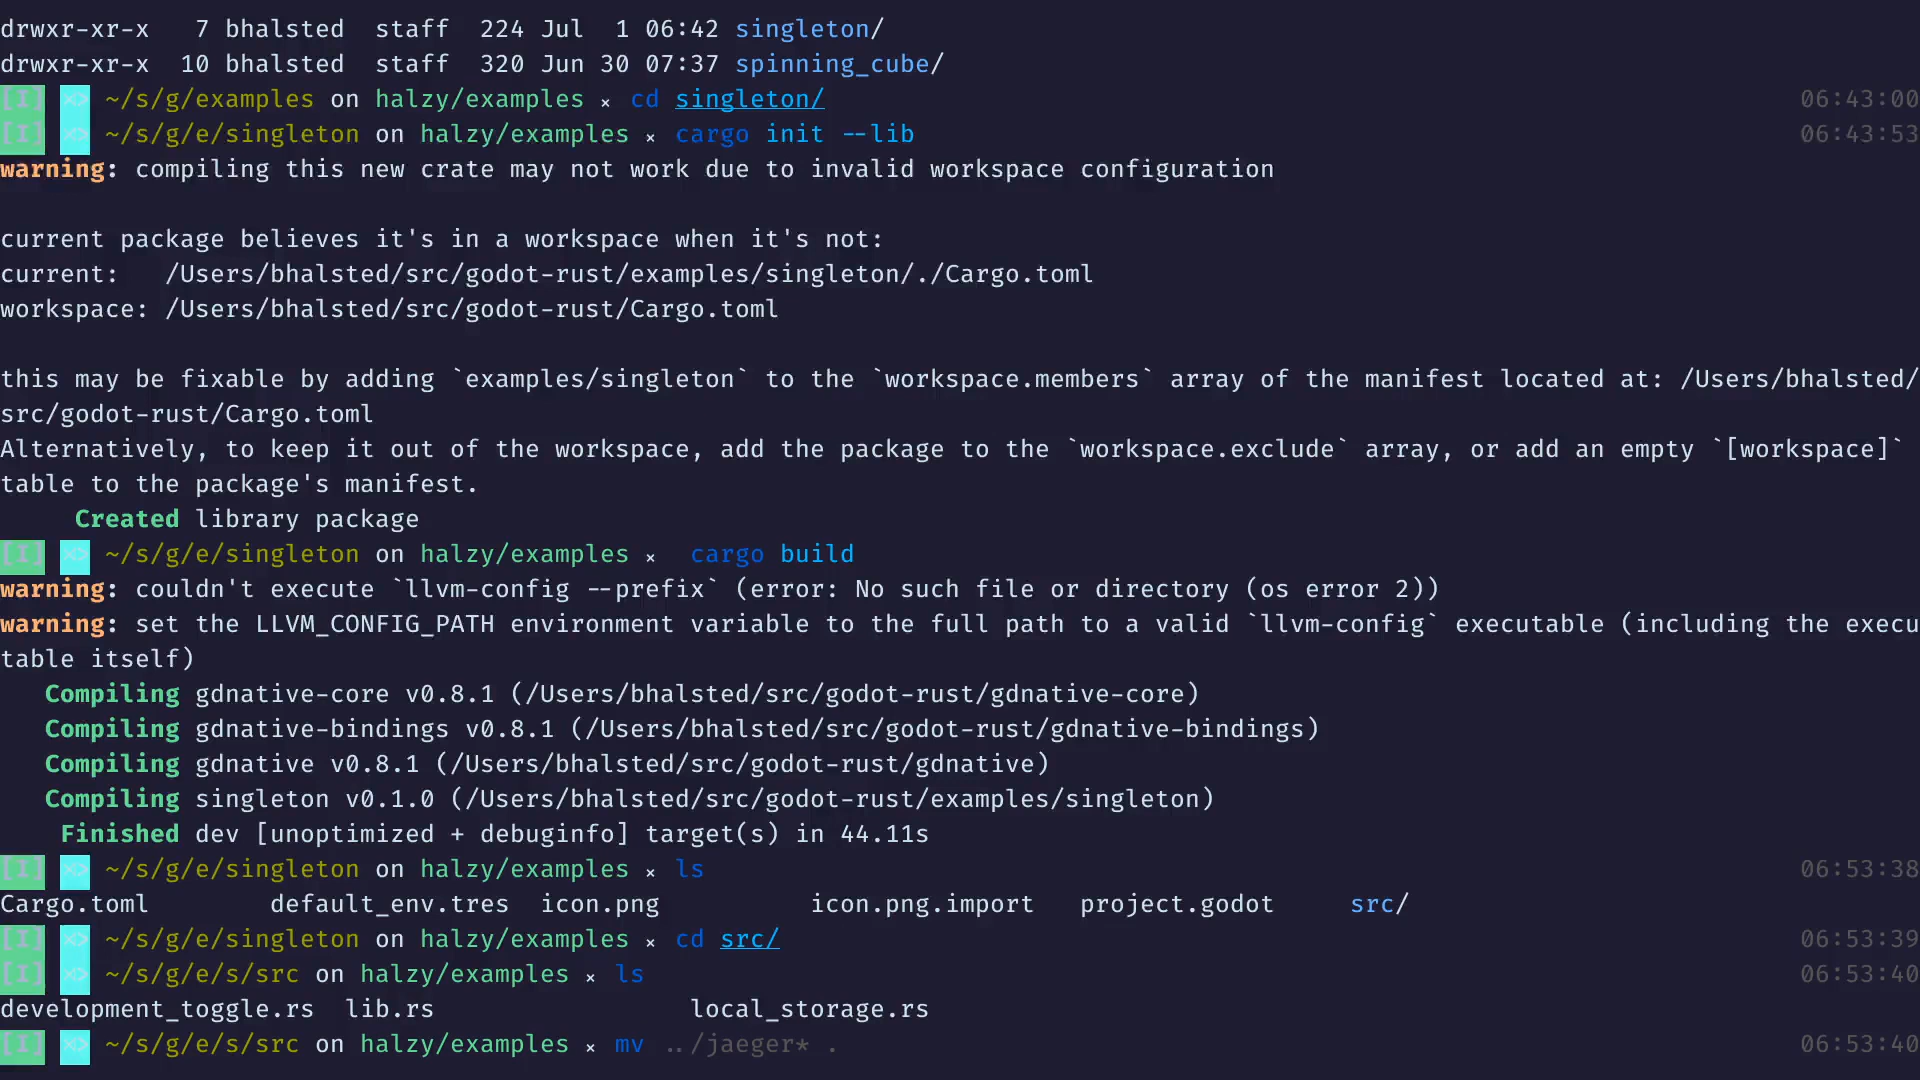 drwxr-xr-x   7 bhalsted  staff  224 Jul  1 06:42 singleton/
drwxr-xr-x  10 bhalsted  staff  320 Jun 30 07:37 spinning_cube/
[I] ~/s/g/examples on halzy/examples × cd singleton/ 06:43:00
[I] ~/s/g/e/singleton on halzy/examples × cargo init --lib 06:43:53
warning: compiling this new crate may not work due to invalid workspace configuration
current package believes it's in a workspace when it's not:
current:   /Users/bhalsted/src/godot-rust/examples/singleton/./Cargo.toml
workspace: /Users/bhalsted/src/godot-rust/Cargo.toml
this may be fixable by adding `examples/singleton` to the `workspace.members` array of the manifest located at: /Users/bhalsted/
src/godot-rust/Cargo.toml
Alternatively, to keep it out of the workspace, add the package to the `workspace.exclude` array, or add an empty `[workspace]`
table to the package's manifest.
     Created library package
[I] ~/s/g/e/singleton on halzy/examples ×  cargo build
warning: couldn't execute `llvm-config --prefix` (error: No such file or directory (os error 2))
warning: set the LLVM_CONFIG_PATH environment variable to the full path to a valid `llvm-config` executable (including the execu
table itself)
   Compiling gdnative-core v0.8.1 (/Users/bhalsted/src/godot-rust/gdnative-core)
   Compiling gdnative-bindings v0.8.1 (/Users/bhalsted/src/godot-rust/gdnative-bindings)
   Compiling gdnative v0.8.1 (/Users/bhalsted/src/godot-rust/gdnative)
   Compiling singleton v0.1.0 (/Users/bhalsted/src/godot-rust/examples/singleton)
    Finished dev [unoptimized + debuginfo] target(s) in 44.11s
[I] ~/s/g/e/singleton on halzy/examples × ls 06:53:38
Cargo.toml        default_env.tres  icon.png          icon.png.import   project.godot     src/
[I] ~/s/g/e/singleton on halzy/examples × cd src/ 06:53:39
[I] ~/s/g/e/s/src on halzy/examples × ls 06:53:40
development_toggle.rs  lib.rs                 local_storage.rs
[I] ~/s/g/e/s/src on halzy/examples × mv ../jaeger* . 06:53:40